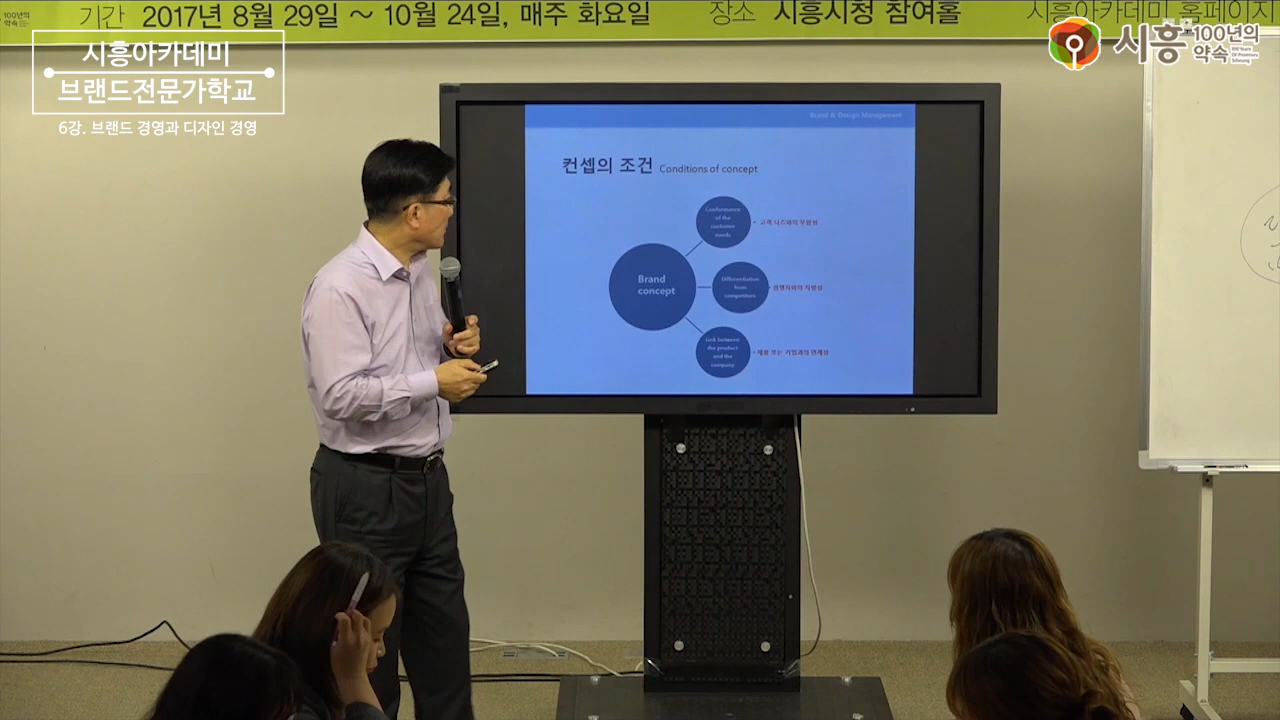 100년의
약속
기간 2017년 8월 29일 ~ 10월 24일, 매주 화요일 장소 시흥시청 참여홀 시흥아카데미 홈페이지
시흥아카데미
브랜드전문가학교
6강. 브랜드 경영과 디자인 경영
시흥 100년의
약속
Brand & Design Management
컨셉의 조건 Conditions of concept
Brand
concept
Conformance
of the
customer
needs
고객 니즈와의 부합성
Differentiation
from
competitors
경쟁자와의 차별성
Link between
the product
and the
company
제품 또는 기업과의 연계성